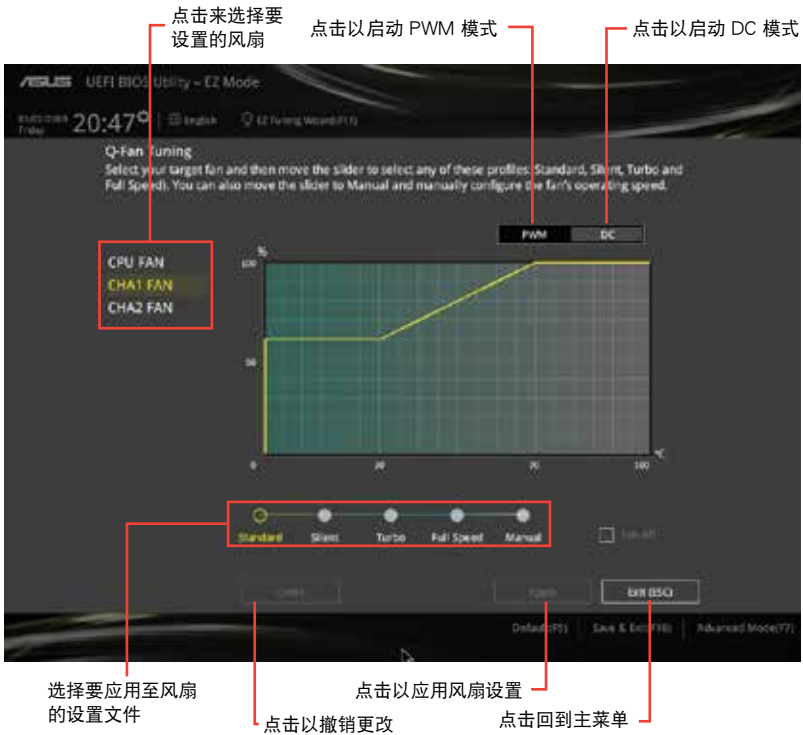 点击来选择要
设置的风扇
点击以启动 PWM 模式
点击以启动 DC 模式
ASUS UEFI BIOS Utility – EZ Mode
Friday
20:47
English
EZ Tuning Wizard(F11)
Q-Fan Tuning
Select your target fan and then move the slider to select any of these profiles: Standard, Silent, Turbo and
Full Speed). You can also move the slider to Manual and manually configure the fan's operating speed.
PWM
DC
CPU FAN
CHA1 FAN
CHA2 FAN
%
100
50
0
30
70
100
°C
Standard
Silent
Turbo
Full Speed
Manual
Undo
Apply
Exit (ESC)
Default(F5)
Save & Exit(F10)
Advanced Mode(F7)
选择要应用至风扇
的设置文件
点击以撤销更改
点击以应用风扇设置
点击回到主菜单